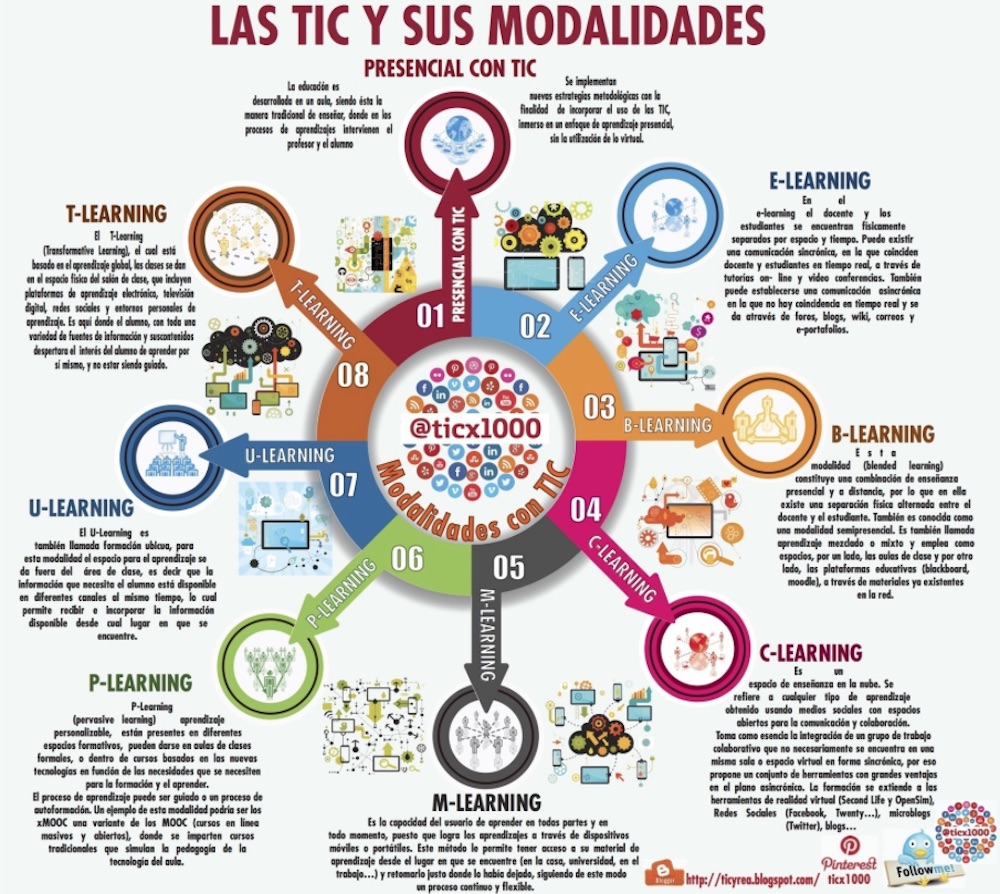 LAS TIC Y SUS MODALIDADES
PRESENCIAL CON TIC
La educación es
desarrollada en un aula, siendo ésta la
manera tradicional de enseñar, donde en los
procesos de aprendizajes intervienen el
profesor y el alumno
Se implementan
nuevas estrategias metodológicas con la
finalidad de incorporar el uso de las TIC,
inmerso en un enfoque de aprendizaje presencial,
sin la utilización de lo virtual.
E-LEARNING
En el
e-learning el docente y los
estudiantes se encuentran físicamente
separados por espacio y tiempo. Puede existir
una comunicación sincrónica, en la que coinciden
docente y estudiantes en tiempo real, a través de
tutorias on- line y video conferencias. También
puede establecerse una comunicación asincrónica
en la que no hay coincidencia en tiempo real y se
da através de foros, blogs, wiki, correos y
e-portafolios.
B-LEARNING
Esta
modalidad (blended learning)
constituye una combinación de enseñanza
presencial y a distancia, por lo que en ella
existe una separación física alternada entre el
docente y el estudiante. También es conocida como
una modalidad semipresencial. Es también llamada
aprendizaje mezclado o mixto y emplea como
espacios, por un lado, las aulas de clase y por otro
lado, las plataformas educativas (blackboard,
moodle), a través de materiales ya existentes
en la red.
C-LEARNING
Es un
espacio de enseñanza en la nube. Se
refiere a cualquier tipo de aprendizaje
obtenido usando medios sociales con espacios
abiertos para la comunicación y colaboración.
Toma como esencia la integración de un grupo de trabajo
colaborativo que no necesariamente se encuentra en una
misma sala o espacio virtual en forma sincrónica, por eso
propone un conjunto de herramientas con grandes ventajas
en el plano asincrónico. La formación se extiende a las
herramientas de realidad virtual (Second Life y OpenSim),
Redes Sociales (Facebook, Twenty...), microblogs
(Twitter), blogs...
M-LEARNING
Es la capacidad del usuario de aprender en todas partes y en
todo momento, puesto que logra los aprendizajes a través de dispositivos
móviles o portátiles. Este método le permite tener acceso a su material de
aprendizaje desde el lugar en que se encuentre (en la casa, universidad, en el
trabajo...) y retomarlo justo donde lo había dejado, siguiendo de este modo
un proceso continuo y flexible.
P-LEARNING
P-Learning
(pervasive learning) aprendizaje
personalizable, están presentes en diferentes
espacios formativos, pueden darse en aulas de clases
formales, o dentro de cursos basados en las nuevas
tecnologías en función de las necesidades que se necesiten
para la formación y el aprender.
El proceso de aprendizaje puede ser guiado o un proceso de
autoformación. Un ejemplo de esta modalidad podría ser los
xMOOC una variante de los MOOC (cursos en línea
masivos y abiertos), donde se imparten cursos
tradicionales que simulan la pedagogía de la
tecnología del aula.
U-LEARNING
El U-Learning es
también llamada formación ubicua, para
esta modalidad el espacio para el aprendizaje se
da fuera del área de clase, es decir que la
información que necesita el alumno está disponible
en diferentes canales al mismo tiempo, lo cual
permite recibir e incorporar la información
disponible desde cual lugar en que se
encuentre.
T-LEARNING
El T-Learning
(Transformative Learning), el cual está
basado en el aprendizaje global, las clases se dan
en el espacio físico del salón de clase, que incluyen
plataformas de aprendizaje electrónico, televisión
digital, redes sociales y entornos personales de
aprendizaje. Es aquí donde el alumno, con toda una
variedad de fuentes de información y suscontenidos
despertara el interés del alumno de aprender por
sí mismo, y no estar siendo guiado.
01 PRESENCIAL CON TIC
02 E-LEARNING
03 B-LEARNING
04 C-LEARNING
05 M-LEARNING
06 P-LEARNING
07 U-LEARNING
08 T-LEARNING
@ticx1000
Modalidades con TIC
Blogger
http://ticyrea.blogspot.com/
Pinterest
ticx1000
Follow me!
@ticx1000